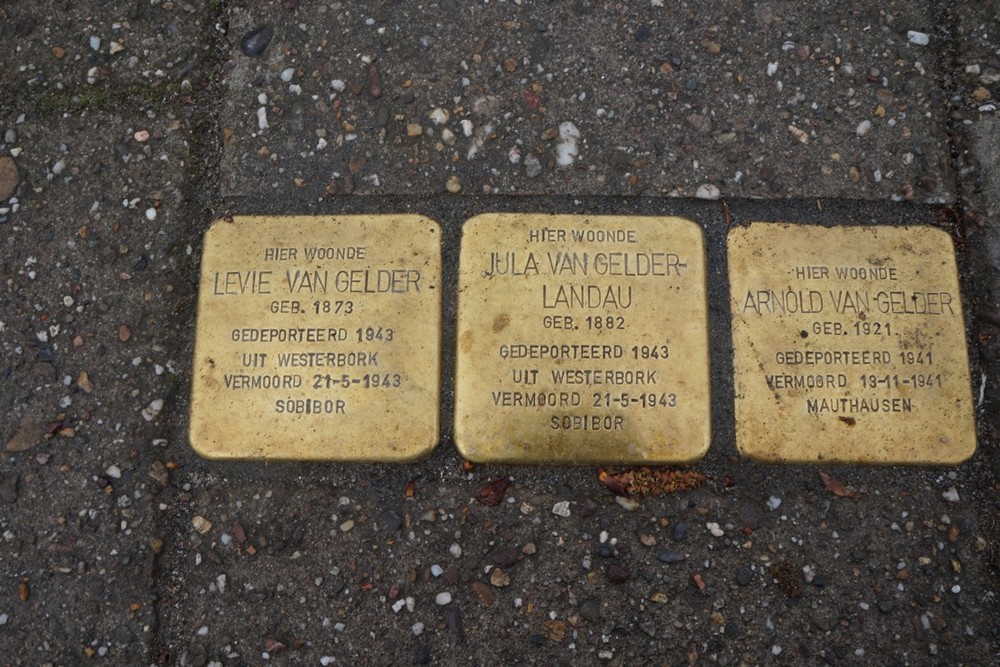 HIER WOONDE
LEVIE VAN GELDER
GEB. 1873
GEDEPORTEERD 1943
UIT WESTERBORK
VERMOORD 21-5-1943
SOBIBOR
HIER WOONDE
JULA VAN GELDER-
LANDAU
GEB. 1882
GEDEPORTEERD 1943
UIT WESTERBORK
VERMOORD 21-5-1943
SOBIBOR
HIER WOONDE
ARNOLD VAN GELDER
GEB. 1921
GEDEPORTEERD 1941
VERMOORD 13-11-1941
MAUTHAUSEN